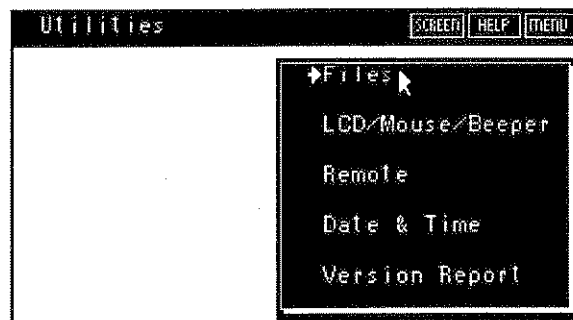 Utilities SCREEN HELP MENU
Files
LCD/Mouse/Beeper
Remote
Date & Time
Version Report